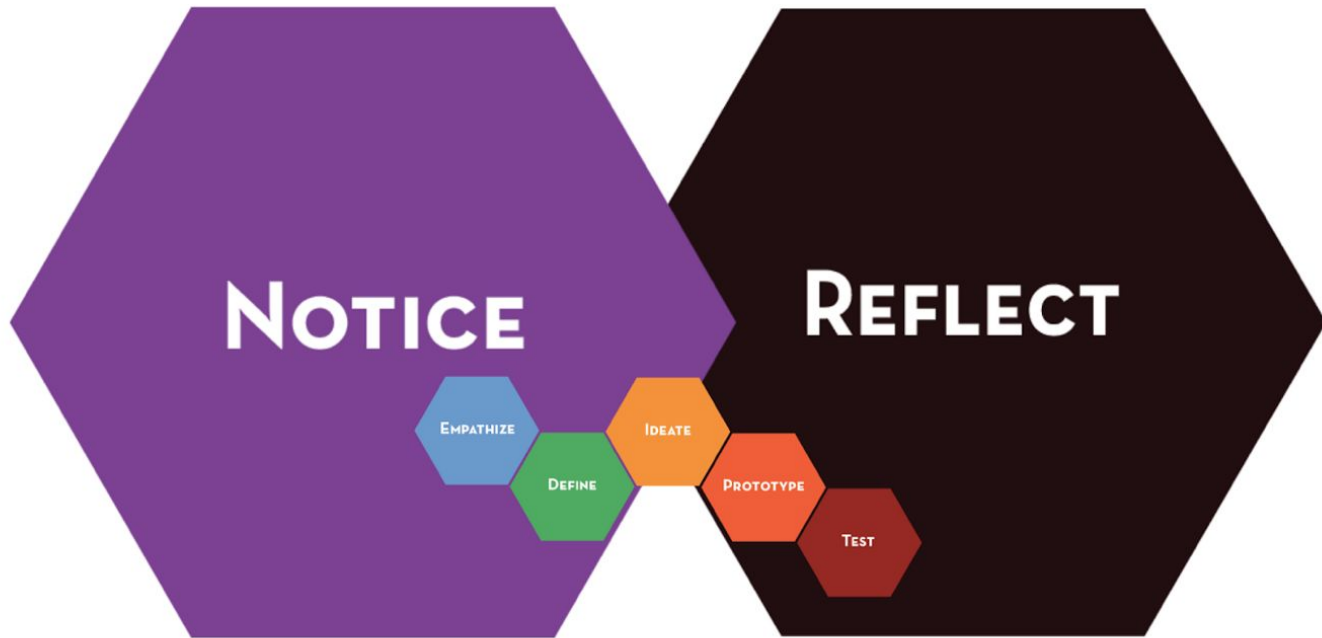 Notice
Reflect
Empathize
Define
Ideate
Prototype
Test